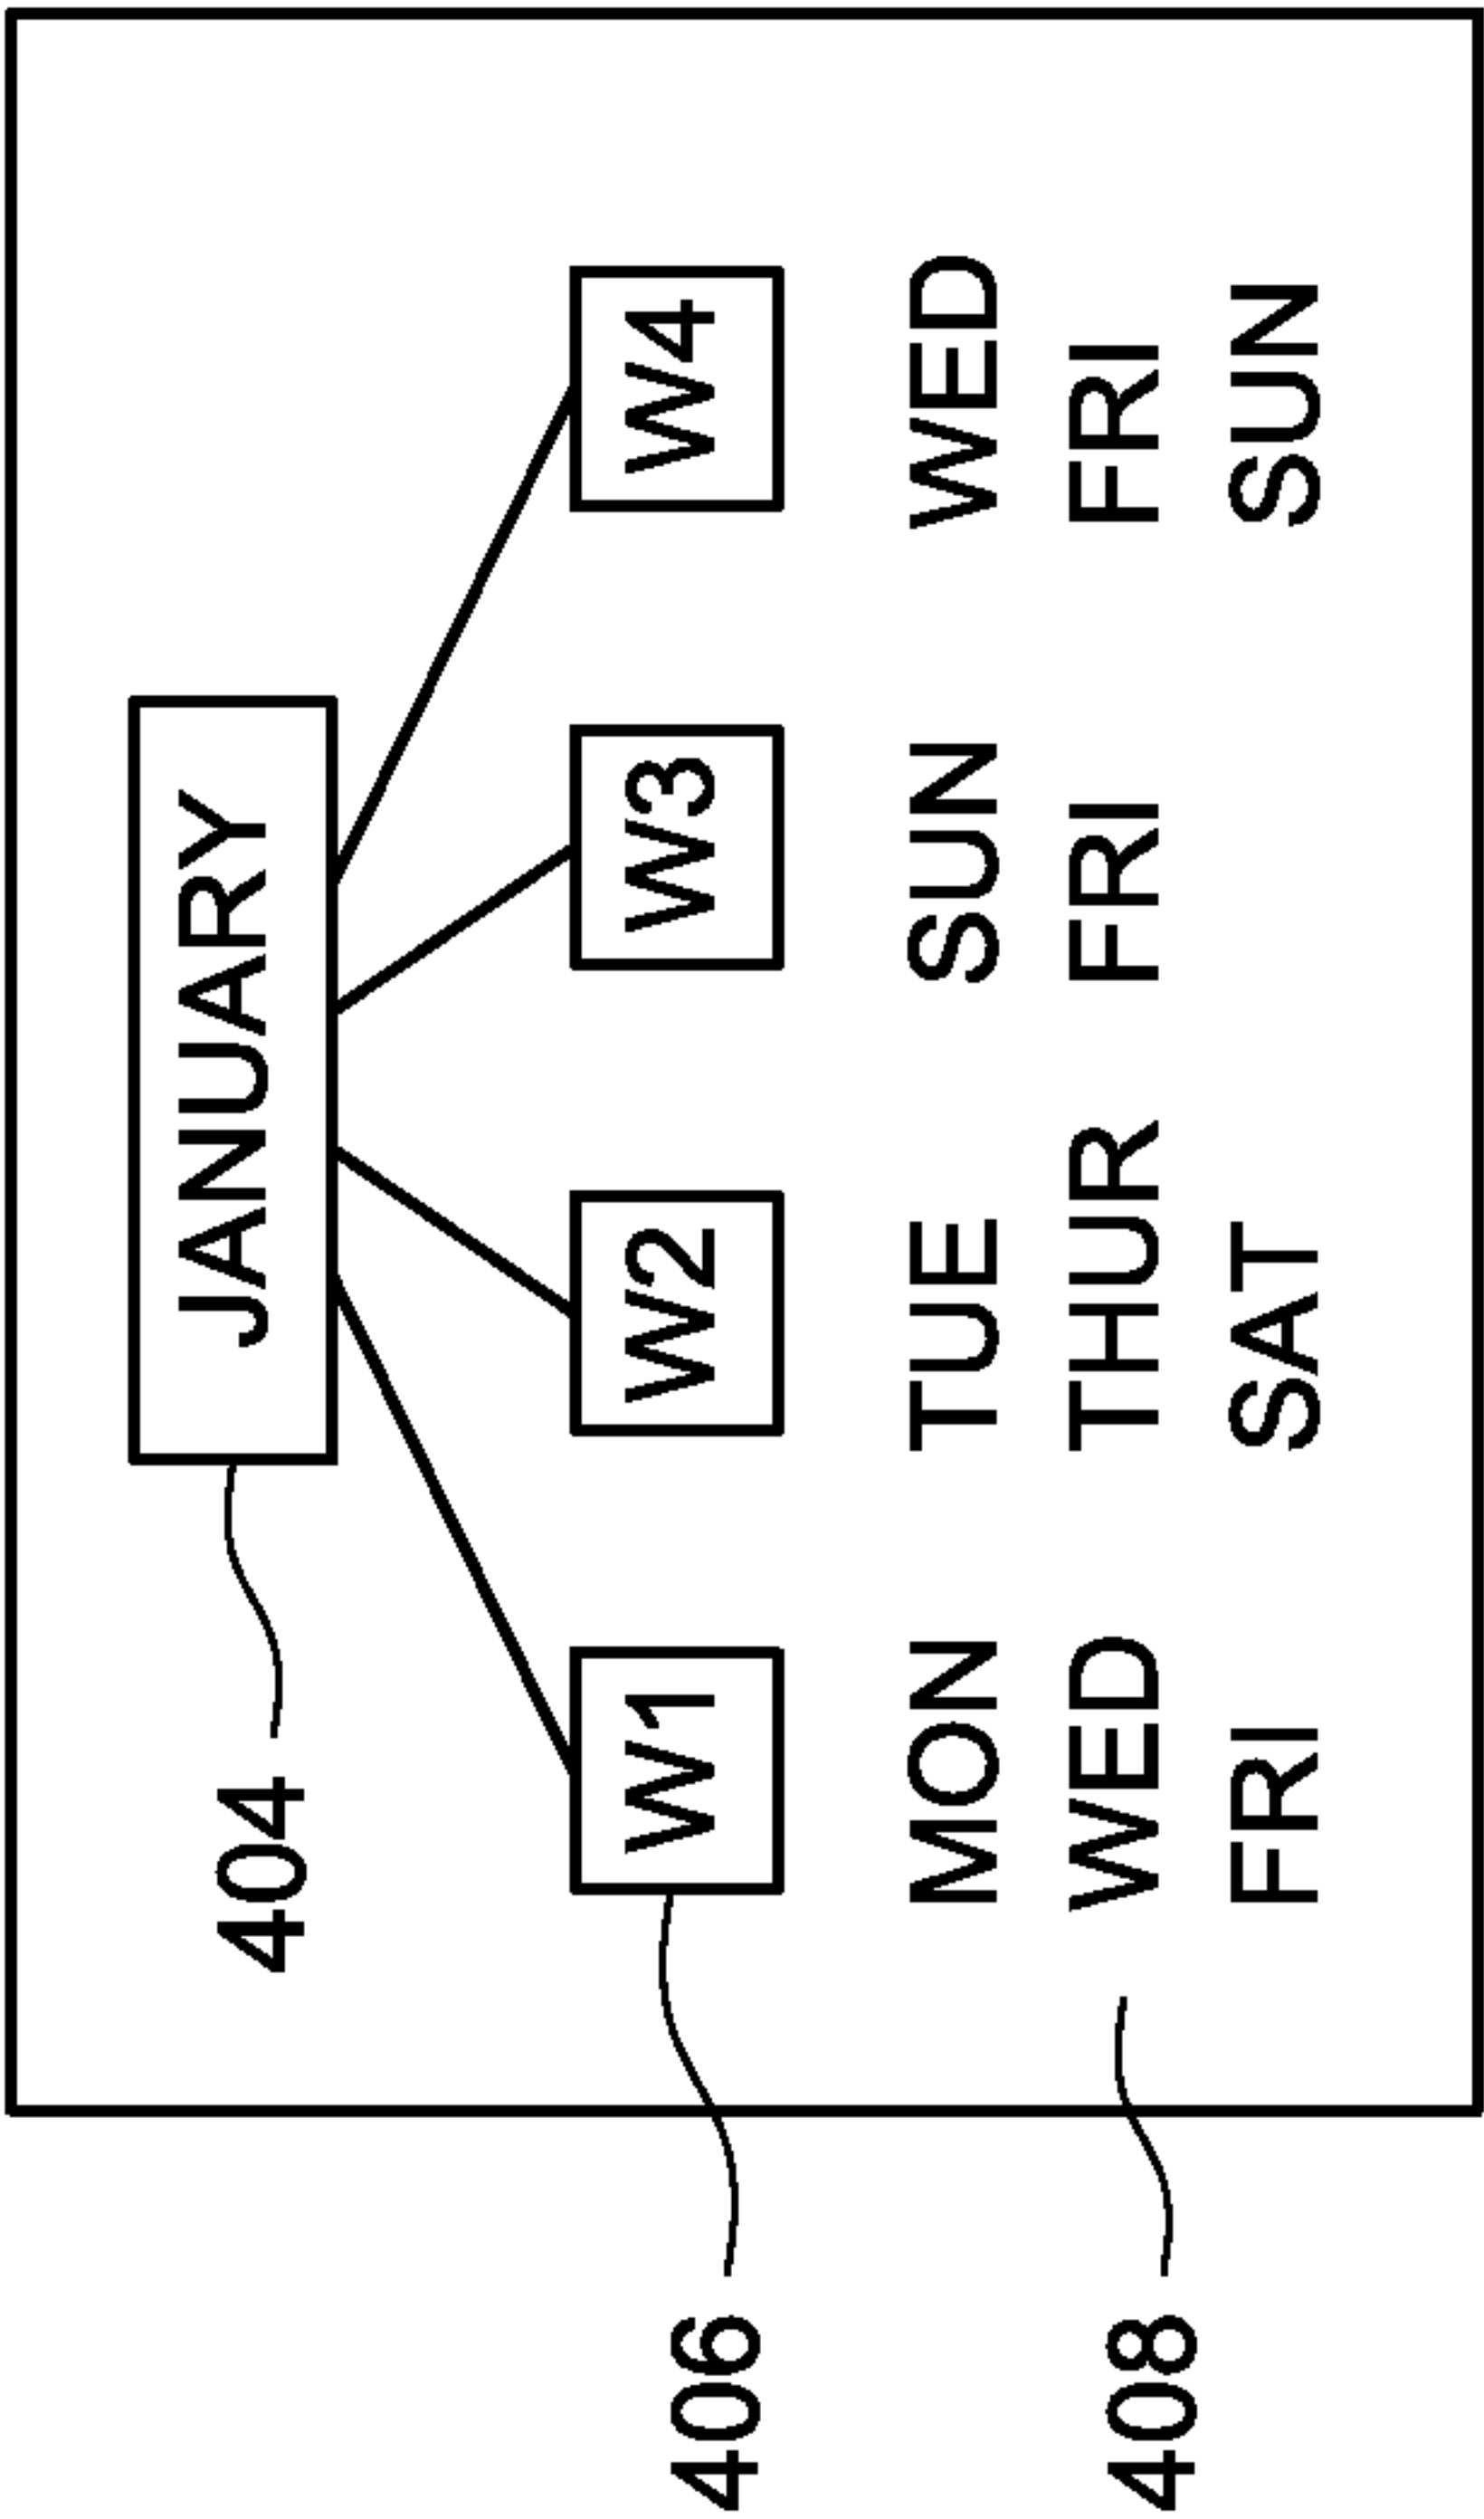 JANUARY
404
W1 W2 W3 W4
406
MON TUE SUN WED
WED THUR FRI FRI
408
FRI SAT SUN